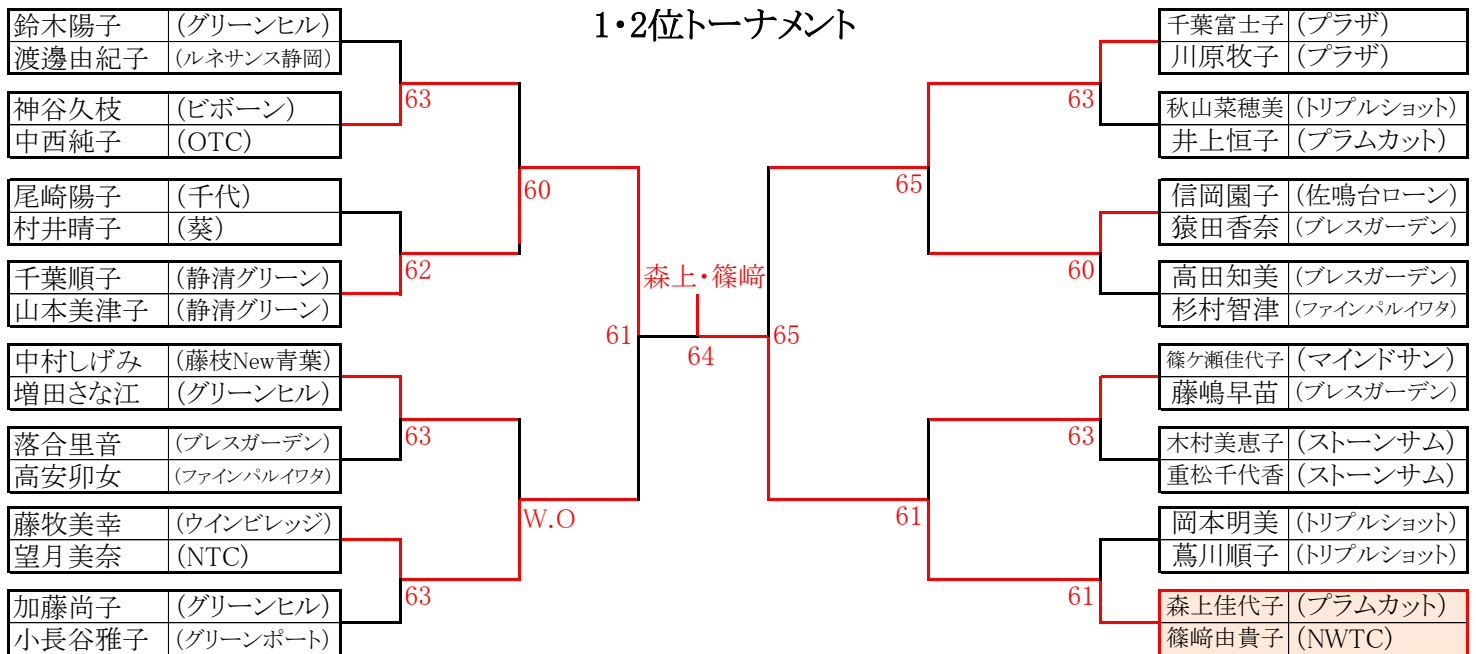 1・2位トーナメント
鈴木陽子 (グリーンヒル)
渡邊由紀子 (ルネサンス静岡)
63
神谷久枝 (ビボーン)
中西純子 (OTC)
60
尾崎陽子 (千代)
村井晴子 (葵)
62
千葉順子 (静清グリーン)
山本美津子 (静清グリーン)
61
中村しげみ (藤枝New青葉)
増田さな江 (グリーンヒル)
63
落合里音 (ブレスガーデン)
高安卯女 (ファインパルイワタ)
W.O
藤牧美幸 (ウインビレッジ)
望月美奈 (NTC)
63
加藤尚子 (グリーンヒル)
小長谷雅子 (グリーンポート)
森上・篠﨑
64
千葉富士子 (プラザ)
川原牧子 (プラザ)
63
秋山菜穂美 (トリプルショット)
井上恒子 (プラムカット)
65
信岡園子 (佐鳴台ローン)
猿田香奈 (ブレスガーデン)
60
高田知美 (ブレスガーデン)
杉村智津 (ファインパルイワタ)
65
篠ケ瀬佳代子 (マインドサン)
藤嶋早苗 (ブレスガーデン)
63
木村美恵子 (ストーンサム)
重松千代香 (ストーンサム)
61
岡本明美 (トリプルショット)
蔦川順子 (トリプルショット)
61
森上佳代子 (プラムカット)
篠﨑由貴子 (NWTC)